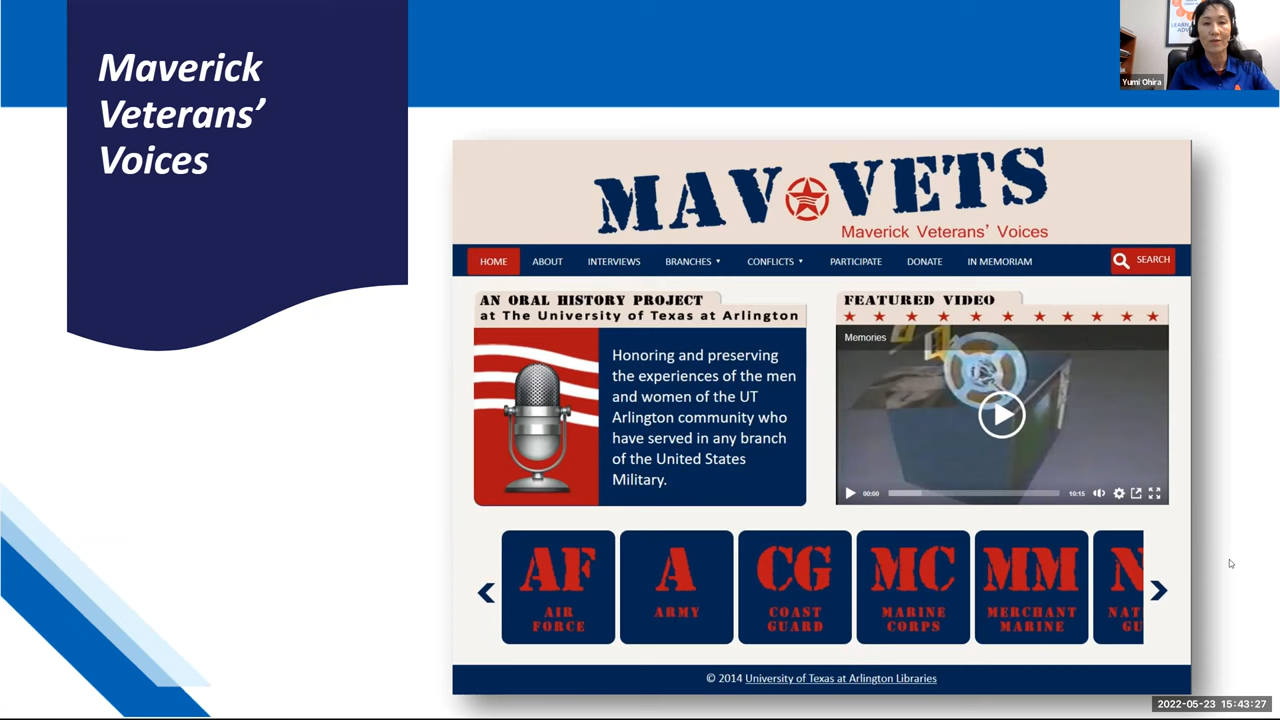 Maverick
Veterans’
Voices
Yumi Ohira
MAV VETS
Maverick Veterans’ Voices
HOME ABOUT INTERVIEWS BRANCHES CONFLICTS PARTICIPATE DONATE IN MEMORIAM SEARCH
AN ORAL HISTORY PROJECT
at The University of Texas at Arlington
Honoring and preserving
the experiences of the men
and women of the UT
Arlington community who
have served in any branch
of the United States
Military.
FEATURED VIDEO
Memories
00:00 10:15
AF
AIR
FORCE
A
ARMY
CG
COAST
GUARD
MC
MARINE
CORPS
MM
MERCHANT
MARINE
N
NAT
GU
© 2014 University of Texas at Arlington Libraries
2022-05-23 15:43:27